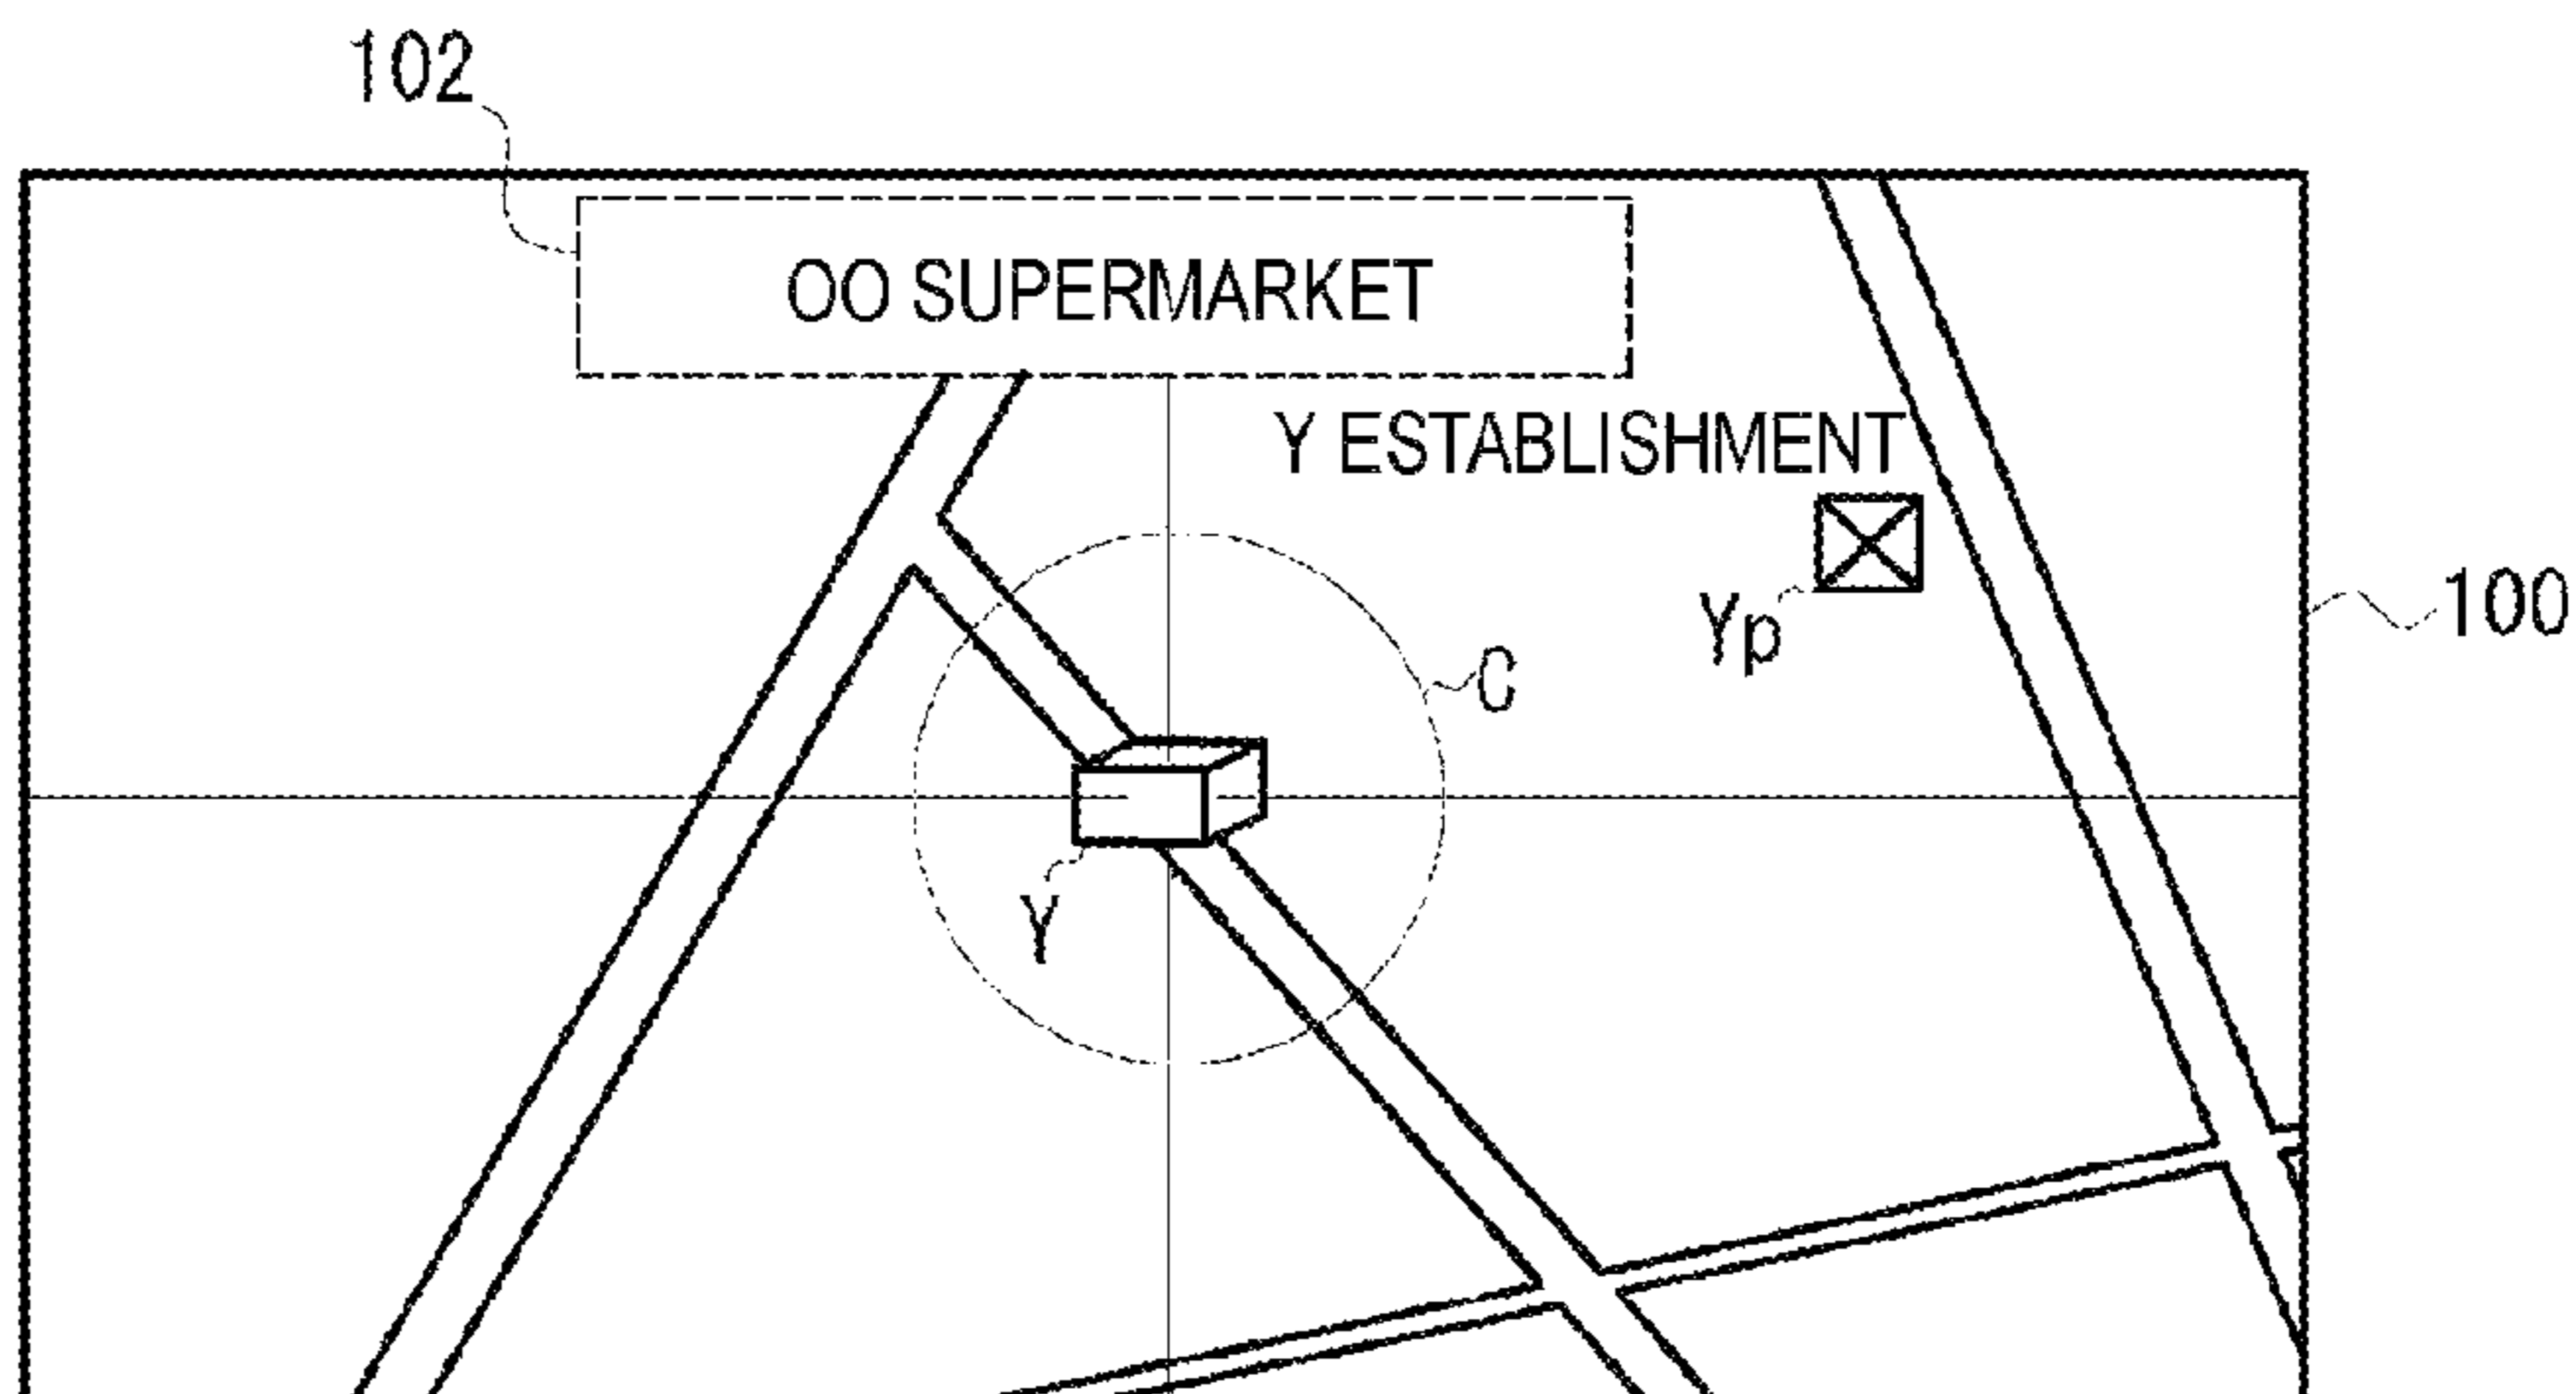 102
OO SUPERMARKET
Y ESTABLISHMENT
Yp
100
C
Y